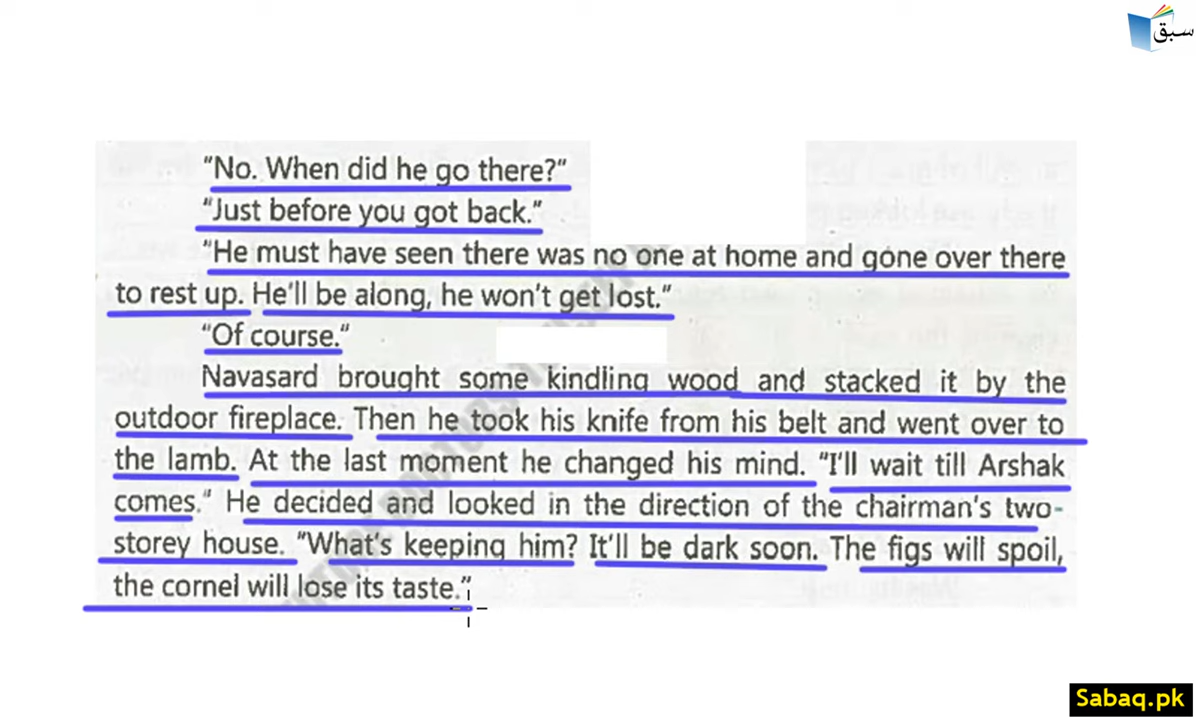 سبق
“No. When did he go there?”
“Just before you got back.”
“He must have seen there was no one at home and gone over there
to rest up. He’ll be along, he won’t get lost.”
“Of course.“
Navasard brought some kindling wood and stacked it by the
outdoor fireplace. Then he took his knife from his belt and went over to
the lamb. At the last moment he changed his mind. “I’ll wait till Arshak
comes.“ He decided and looked in the direction of the chairman’s two-
storey house. “What’s keeping him? It’ll be dark soon. The figs will spoil,
the cornel will lose its taste.”
Sabaq.pk